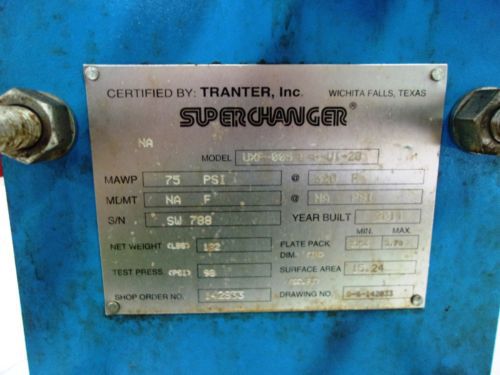 CERTIFIED BY: TRANTER, Inc. WICHITA FALLS, TEXAS
SUPERCHANGER®
NA
MODEL
MAWP 75 PSI @
MDMT NA F @ NA PSI
S/N SW 788 YEAR BUILT 2011
MIN. MAX.
NET WEIGHT (LBS) 182 PLATE PACK
DIM.
TEST PRESS. (PSI) 98 SURFACE AREA
SHOP ORDER NO. 142833 DRAWING NO.